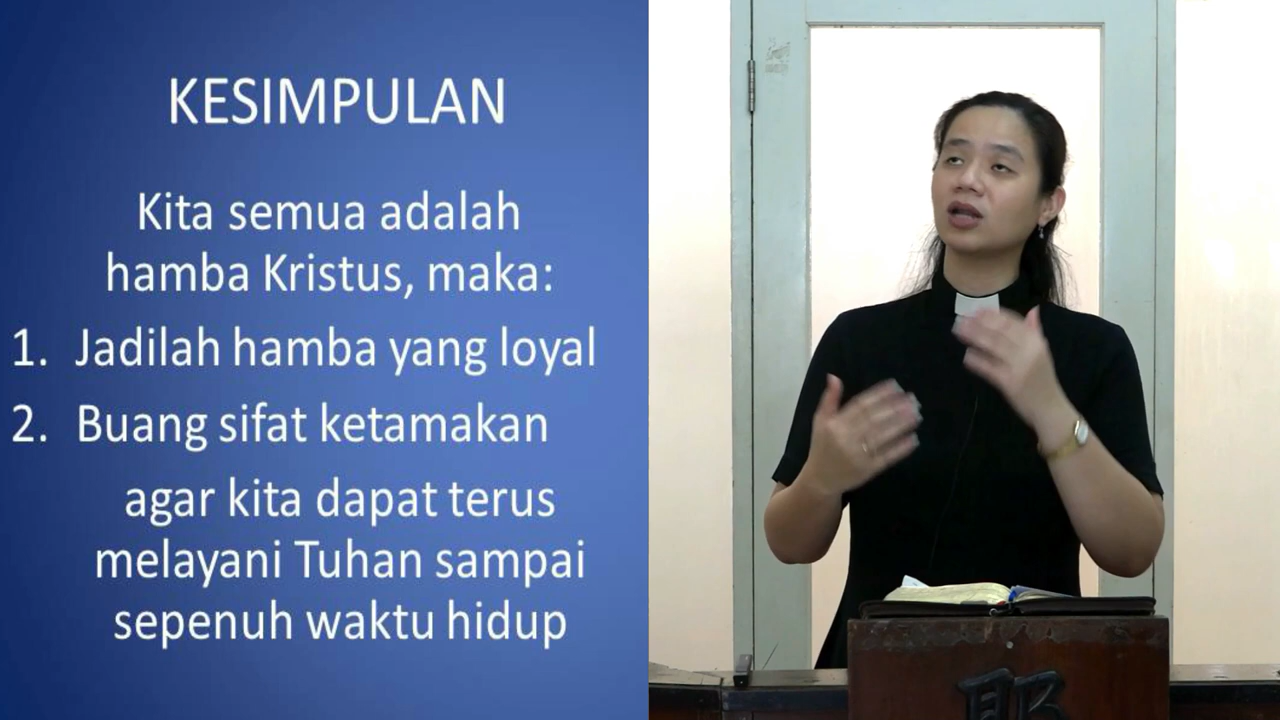 KESIMPULAN
Kita semua adalah
hamba Kristus, maka:
1. Jadilah hamba yang loyal
2. Buang sifat ketamakan
agar kita dapat terus
melayani Tuhan sampai
sepenuh waktu hidup
耶